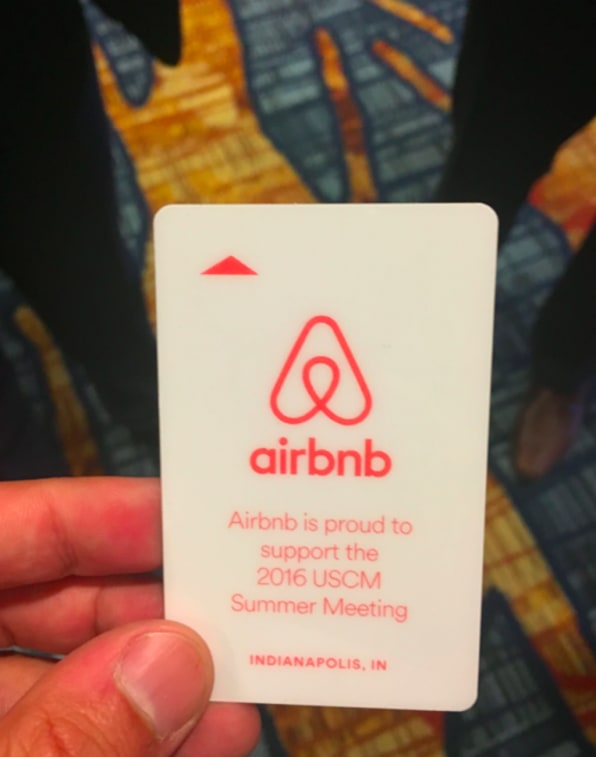 airbnb
Airbnb is proud to
support the
2016 USCM
Summer Meeting
INDIANAPOLIS, IN